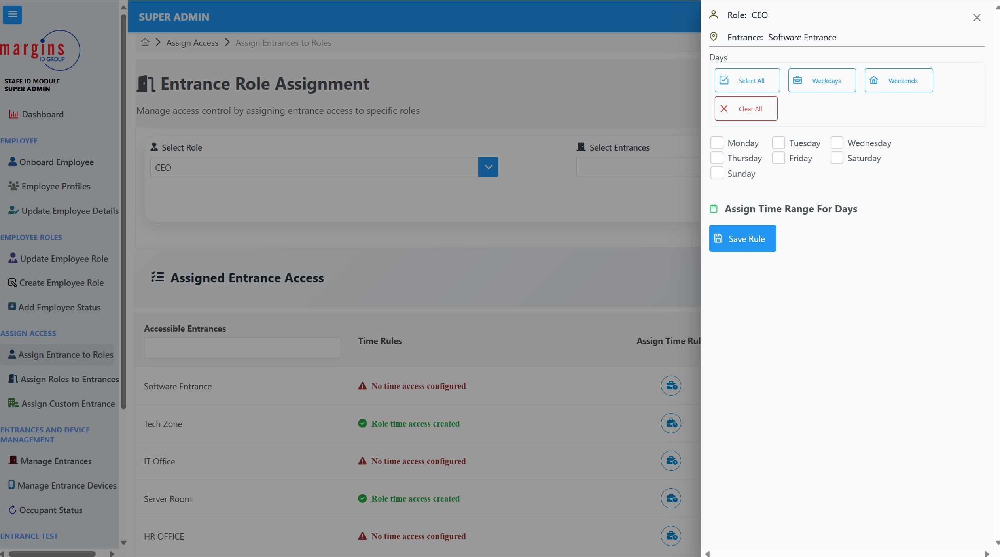 margins
ID GROUP
STAFF ID MODULE
SUPER ADMIN
Dashboard
EMPLOYEE
Onboard Employee
Employee Profiles
Update Employee Details
EMPLOYEE ROLES
Update Employee Role
Create Employee Role
Add Employee Status
ASSIGN ACCESS
Assign Entrance to Roles
Assign Roles to Entrances
Assign Custom Entrance
ENTRANCES AND DEVICE
MANAGEMENT
Manage Entrances
Manage Entrance Devices
Occupant Status
ENTRANCE TEST
SUPER ADMIN
Assign Access
Assign Entrances to Roles
Entrance Role Assignment
Manage access control by assigning entrance access to specific roles
Select Role
CEO
Select Entrances
Assigned Entrance Access
Accessible Entrances
Time Rules
Assign Time Rul
Software Entrance
No time access configured
Tech Zone
Role time access created
IT Office
No time access configured
Server Room
Role time access created
HR OFFICE
No time access configured
Role: CEO
Entrance: Software Entrance
Days
Select All
Weekdays
Weekends
Clear All
Monday
Tuesday
Wednesday
Thursday
Friday
Saturday
Sunday
Assign Time Range For Days
Save Rule